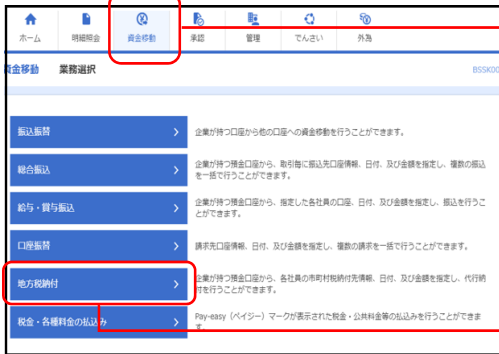 ホーム
明細照会
資金移動
承認
管理
でんさい
外為
資金移動 業務選択 BSSK00
振込振替
企業が持つ口座から他の口座への資金移動を行うことができます。
総合振込
企業が持つ預金口座から、取引毎に振込先口座情報、日付、及び金額を指定し、複数の振込
を一括で行うことができます。
給与・賞与振込
企業が持つ預金口座から、指定した各社員の口座、日付、及び金額を指定し、振込を行うこ
とができます。
口座振替
請求先口座情報、日付、及び金額を指定し、複数の請求を一括で行うことができます。
地方税納付
企業が持つ預金口座から、各社員の市町村税納付先情報、日付、及び金額を指定し、代行納
付を行うことができます。
税金・各種料金の払込み
Pay-easy（ペイジー）マークが表示された税金・公共料金等の払込みを行うことができま
す。